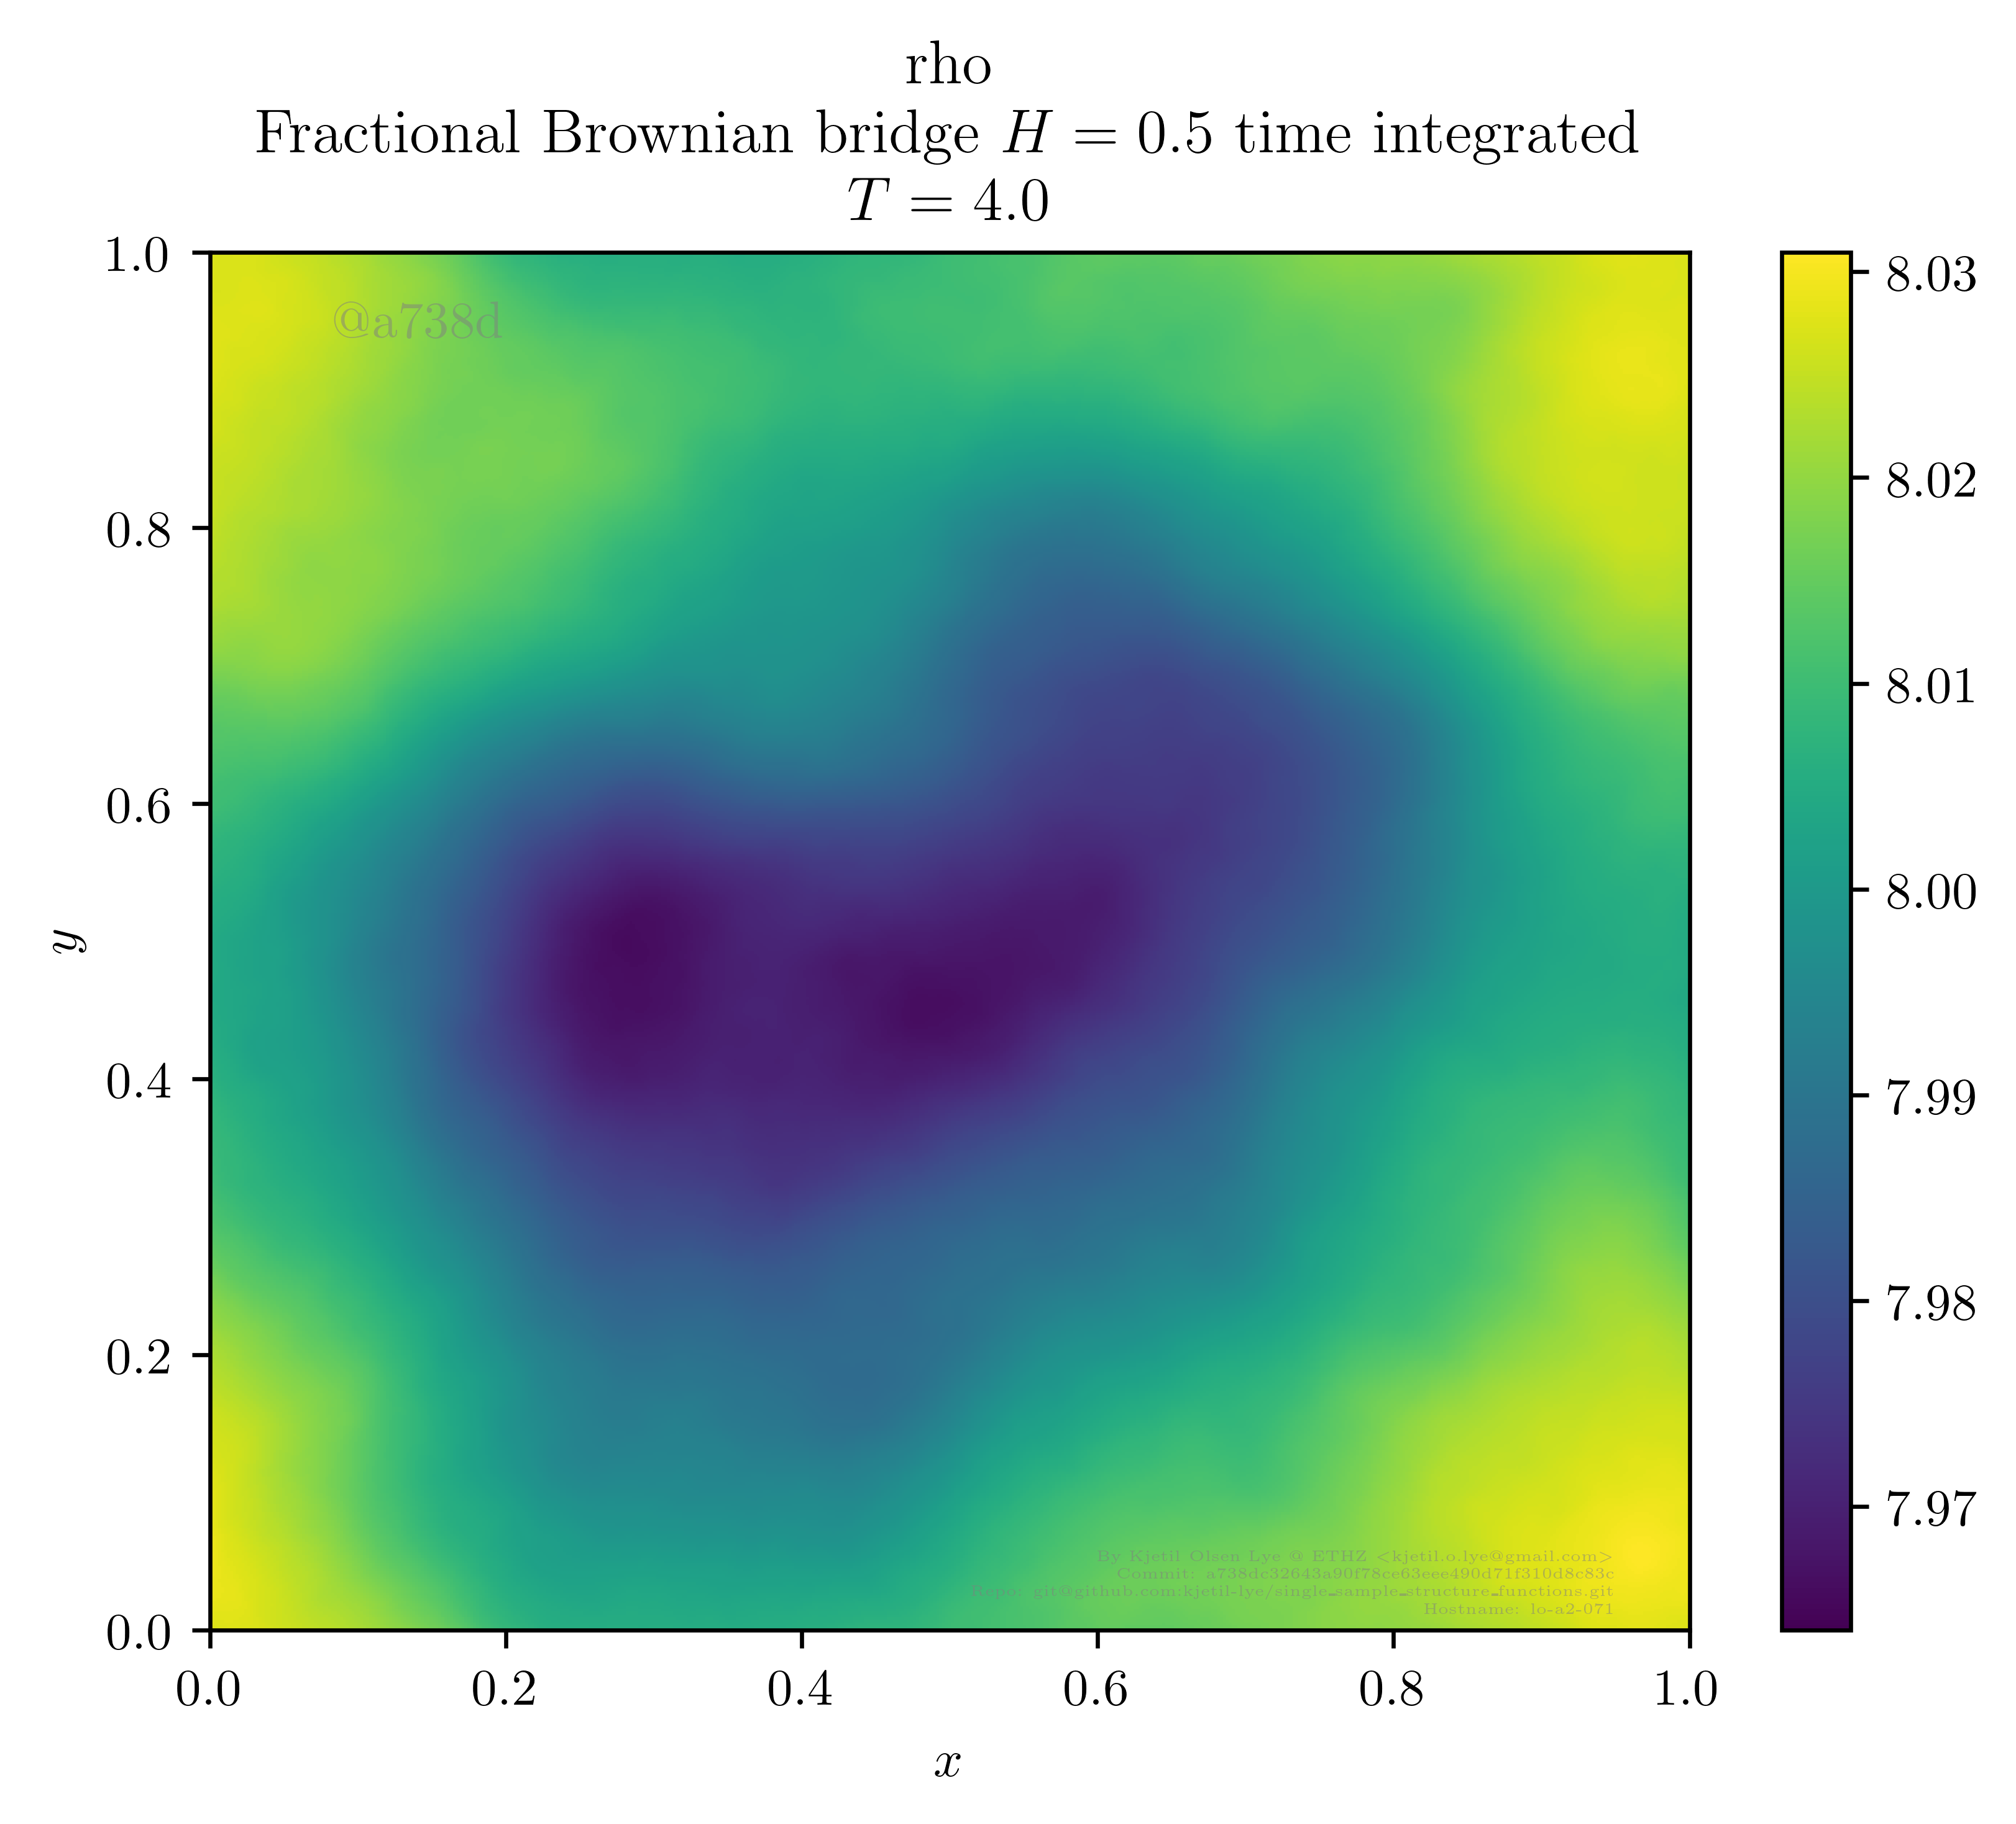 rho
Fractional Brownian bridge H = 0.5 time integrated
T = 4.0
@a738d
1.0
0.8
0.6
0.4
0.2
0.0
y
0.0 0.2 0.4 0.6 0.8 1.0
x
8.03
8.02
8.01
8.00
7.99
7.98
7.97
By Kjetil Olsen Lye @ ETHZ <kjetil.o.lye@gmail.com>
Commit: a738dc32643a90f78ce63eee490d71f310d8c83c
Repo: git@github.com:kjetil-lye/single_sample_structure_functions.git
Hostname: lo-a2-071